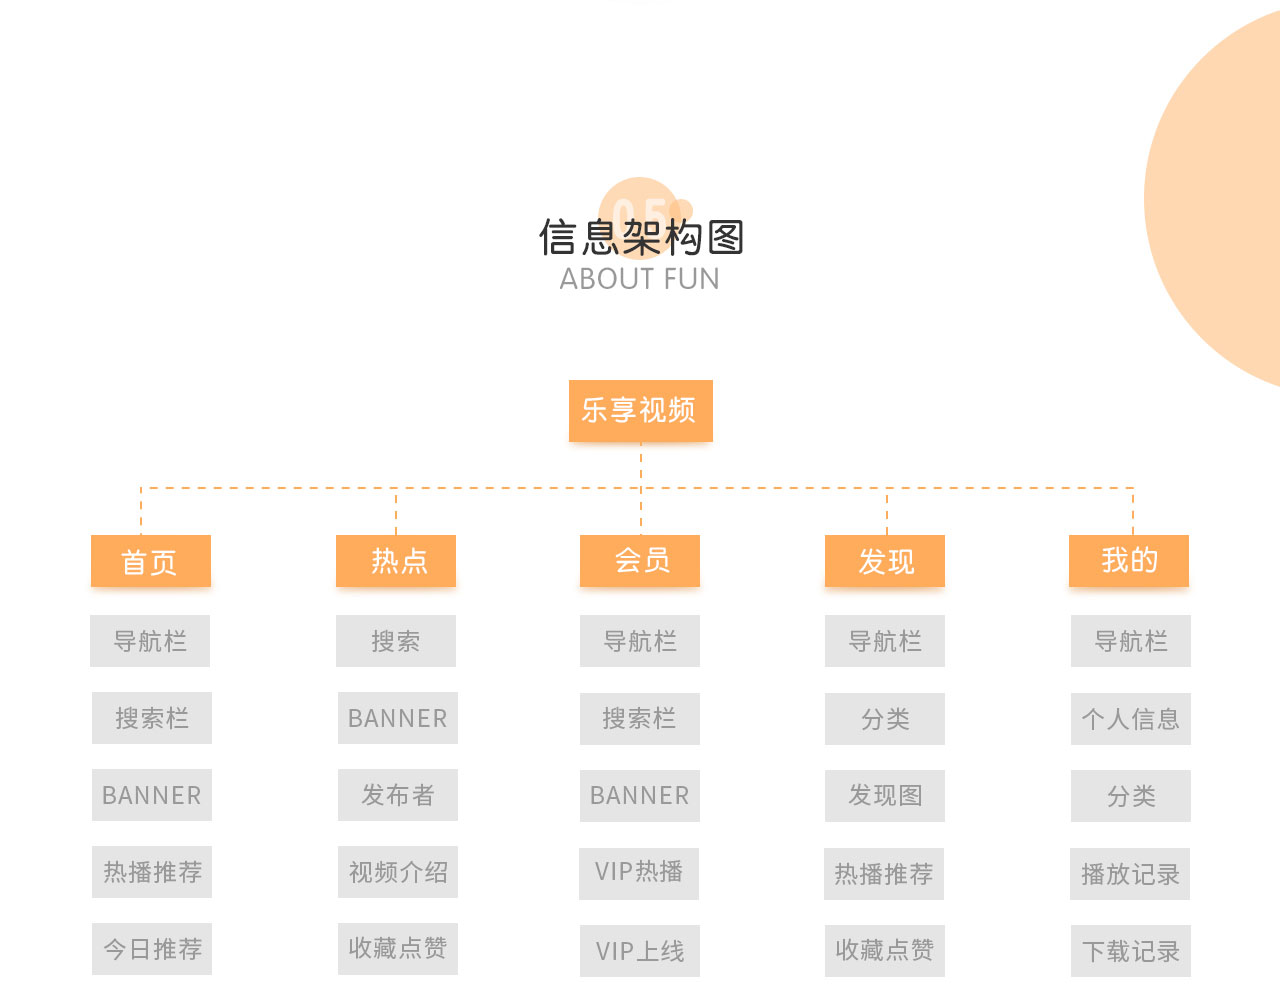 05
信息架构图
ABOUT FUN
乐享视频
首页 热点 会员 发现 我的
导航栏 搜索 导航栏 导航栏 导航栏
搜索栏 BANNER 搜索栏 分类 个人信息
BANNER 发布者 BANNER 发现图 分类
热播推荐 视频介绍 VIP热播 热播推荐 播放记录
今日推荐 收藏点赞 VIP上线 收藏点赞 下载记录